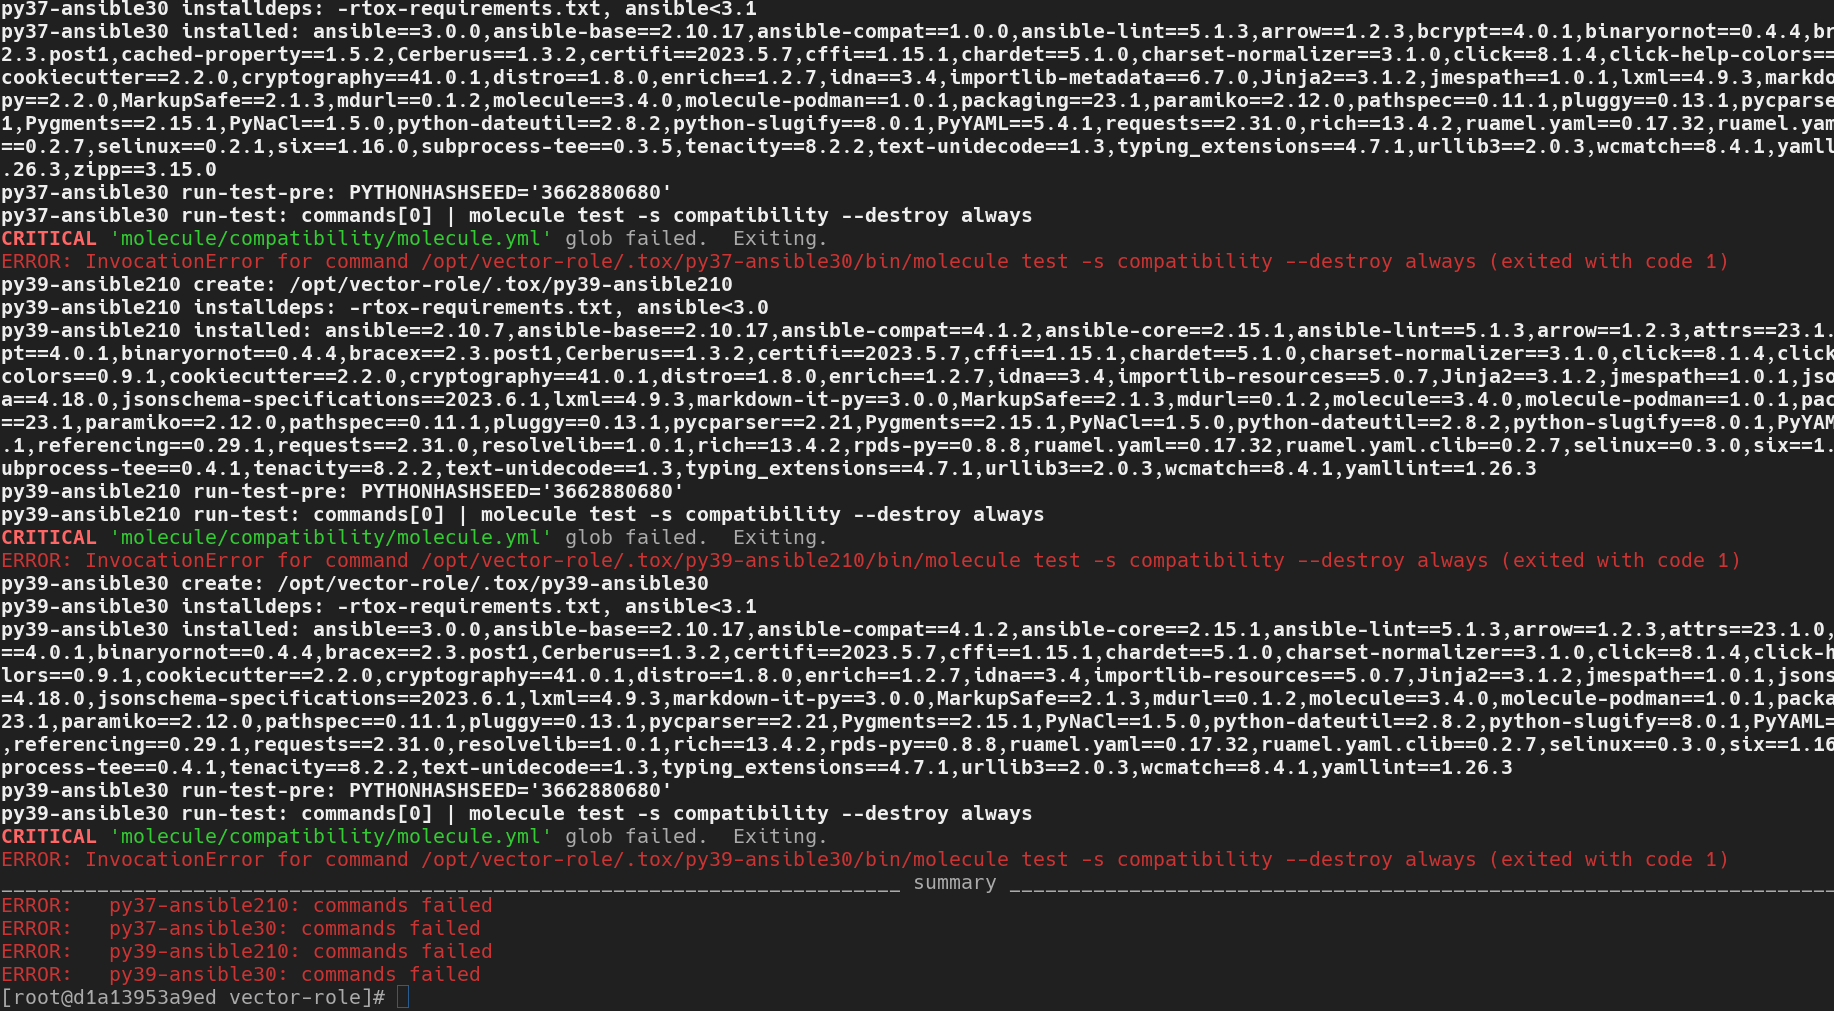 py37-ansible30 installdeps: -rtox-requirements.txt, ansible<3.1
py37-ansible30 installed: ansible==3.0.0,ansible-base==2.10.17,ansible-compat==1.0.0,ansible-lint==5.1.3,arrow==1.2.3,bcrypt==4.0.1,binaryornot==0.4.4,br
2.3.post1,cached-property==1.5.2,Cerberus==1.3.2,certifi==2023.5.7,cffi==1.15.1,chardet==5.1.0,charset-normalizer==3.1.0,click==8.1.4,click-help-colors==
cookiecutter==2.2.0,cryptography==41.0.1,distro==1.8.0,enrich==1.2.7,idna==3.4,importlib-metadata==6.7.0,Jinja2==3.1.2,jmespath==1.0.1,lxml==4.9.3,markdo
py==2.2.0,MarkupSafe==2.1.3,mdurl==0.1.2,molecule==3.4.0,molecule-podman==1.0.1,packaging==23.1,paramiko==2.12.0,pathspec==0.11.1,pluggy==0.13.1,pycparse
1,Pygments==2.15.1,PyNaCl==1.5.0,python-dateutil==2.8.2,python-slugify==8.0.1,PyYAML==5.4.1,requests==2.31.0,rich==13.4.2,ruamel.yaml==0.17.32,ruamel.yam
==0.2.7,selinux==0.2.1,six==1.16.0,subprocess-tee==0.3.5,tenacity==8.2.2,text-unidecode==1.3,typing_extensions==4.7.1,urllib3==2.0.3,wcmatch==8.4.1,yamll
.26.3,zipp==3.15.0
py37-ansible30 run-test-pre: PYTHONHASHSEED='3662880680'
py37-ansible30 run-test: commands[0] | molecule test -s compatibility --destroy always
CRITICAL 'molecule/compatibility/molecule.yml' glob failed.  Exiting.
ERROR: InvocationError for command /opt/vector-role/.tox/py37-ansible30/bin/molecule test -s compatibility --destroy always (exited with code 1)
py39-ansible210 create: /opt/vector-role/.tox/py39-ansible210
py39-ansible210 installdeps: -rtox-requirements.txt, ansible<3.0
py39-ansible210 installed: ansible==2.10.7,ansible-base==2.10.17,ansible-compat==4.1.2,ansible-core==2.15.1,ansible-lint==5.1.3,arrow==1.2.3,attrs==23.1.
pt==4.0.1,binaryornot==0.4.4,bracex==2.3.post1,Cerberus==1.3.2,certifi==2023.5.7,cffi==1.15.1,chardet==5.1.0,charset-normalizer==3.1.0,click==8.1.4,click
colors==0.9.1,cookiecutter==2.2.0,cryptography==41.0.1,distro==1.8.0,enrich==1.2.7,idna==3.4,importlib-resources==5.0.7,Jinja2==3.1.2,jmespath==1.0.1,jso
a==4.18.0,jsonschema-specifications==2023.6.1,lxml==4.9.3,markdown-it-py==3.0.0,MarkupSafe==2.1.3,mdurl==0.1.2,molecule==3.4.0,molecule-podman==1.0.1,pac
==23.1,paramiko==2.12.0,pathspec==0.11.1,pluggy==0.13.1,pycparser==2.21,Pygments==2.15.1,PyNaCl==1.5.0,python-dateutil==2.8.2,python-slugify==8.0.1,PyYAM
.1,referencing==0.29.1,requests==2.31.0,resolvelib==1.0.1,rich==13.4.2,rpds-py==0.8.8,ruamel.yaml==0.17.32,ruamel.yaml.clib==0.2.7,selinux==0.3.0,six==1.
ubprocess-tee==0.4.1,tenacity==8.2.2,text-unidecode==1.3,typing_extensions==4.7.1,urllib3==2.0.3,wcmatch==8.4.1,yamllint==1.26.3
py39-ansible210 run-test-pre: PYTHONHASHSEED='3662880680'
py39-ansible210 run-test: commands[0] | molecule test -s compatibility --destroy always
CRITICAL 'molecule/compatibility/molecule.yml' glob failed.  Exiting.
ERROR: InvocationError for command /opt/vector-role/.tox/py39-ansible210/bin/molecule test -s compatibility --destroy always (exited with code 1)
py39-ansible30 create: /opt/vector-role/.tox/py39-ansible30
py39-ansible30 installdeps: -rtox-requirements.txt, ansible<3.1
py39-ansible30 installed: ansible==3.0.0,ansible-base==2.10.17,ansible-compat==4.1.2,ansible-core==2.15.1,ansible-lint==5.1.3,arrow==1.2.3,attrs==23.1.0,
==4.0.1,binaryornot==0.4.4,bracex==2.3.post1,Cerberus==1.3.2,certifi==2023.5.7,cffi==1.15.1,chardet==5.1.0,charset-normalizer==3.1.0,click==8.1.4,click-h
lors==0.9.1,cookiecutter==2.2.0,cryptography==41.0.1,distro==1.8.0,enrich==1.2.7,idna==3.4,importlib-resources==5.0.7,Jinja2==3.1.2,jmespath==1.0.1,jsons
=4.18.0,jsonschema-specifications==2023.6.1,lxml==4.9.3,markdown-it-py==3.0.0,MarkupSafe==2.1.3,mdurl==0.1.2,molecule==3.4.0,molecule-podman==1.0.1,packa
23.1,paramiko==2.12.0,pathspec==0.11.1,pluggy==0.13.1,pycparser==2.21,Pygments==2.15.1,PyNaCl==1.5.0,python-dateutil==2.8.2,python-slugify==8.0.1,PyYAML=
,referencing==0.29.1,requests==2.31.0,resolvelib==1.0.1,rich==13.4.2,rpds-py==0.8.8,ruamel.yaml==0.17.32,ruamel.yaml.clib==0.2.7,selinux==0.3.0,six==1.16
process-tee==0.4.1,tenacity==8.2.2,text-unidecode==1.3,typing_extensions==4.7.1,urllib3==2.0.3,wcmatch==8.4.1,yamllint==1.26.3
py39-ansible30 run-test-pre: PYTHONHASHSEED='3662880680'
py39-ansible30 run-test: commands[0] | molecule test -s compatibility --destroy always
CRITICAL 'molecule/compatibility/molecule.yml' glob failed.  Exiting.
ERROR: InvocationError for command /opt/vector-role/.tox/py39-ansible30/bin/molecule test -s compatibility --destroy always (exited with code 1)
___________________________________________________________________________ summary _____________________________________________________________________
ERROR:   py37-ansible210: commands failed
ERROR:   py37-ansible30: commands failed
ERROR:   py39-ansible210: commands failed
ERROR:   py39-ansible30: commands failed
[root@d1a13953a9ed vector-role]#